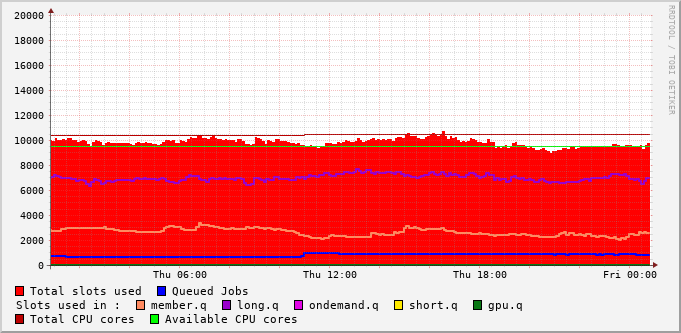 20000
18000
16000
14000
12000
10000
8000
6000
4000
2000
0
Thu 06:00 Thu 12:00 Thu 18:00 Fri 00:00
Total slots used Queued Jobs
Slots used in : member.q long.q ondemand.q short.q gpu.q
Total CPU cores Available CPU cores
RRDTOOL / TOBI OETIKER